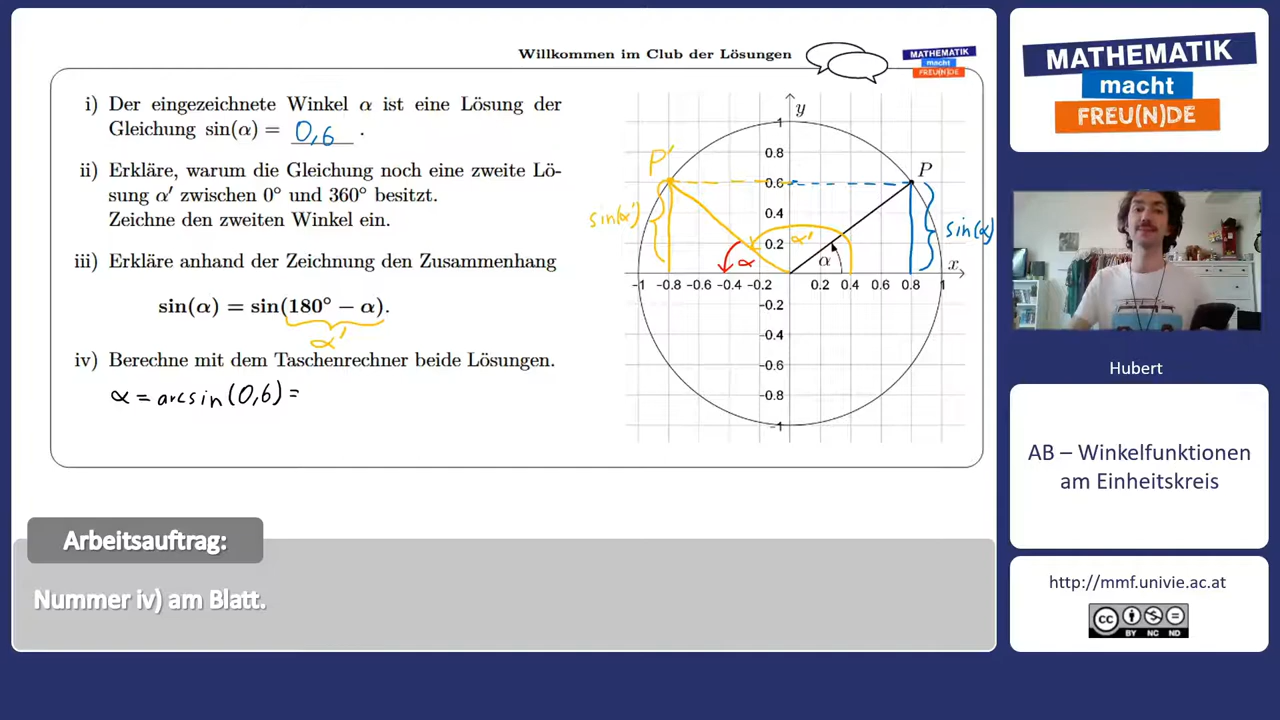 Willkommen im Club der Lösungen
MATHEMATIK
macht
FREU(N)DE
i) Der eingezeichnete Winkel α ist eine Lösung der
Gleichung sin(α) = 0,6 .
ii) Erkläre, warum die Gleichung noch eine zweite Lö-
sung α′ zwischen 0° und 360° besitzt.
Zeichne den zweiten Winkel ein.
iii) Erkläre anhand der Zeichnung den Zusammenhang
sin(α) = sin(180° − α).
α'
iv) Berechne mit dem Taschenrechner beide Lösungen.
α = arcsin(0,6) =
y
1
0.8
0.6
0.4
0.2
-0.2
-0.4
-0.6
-0.8
-1
-1 -0.8 -0.6 -0.4 -0.2 0.2 0.4 0.6 0.8 1
x
P'
P
sin(α')
sin(α)
α'
α
α
Arbeitsauftrag:
Nummer iv) am Blatt.
MATHEMATIK
macht
FREU(N)DE
Hubert
AB – Winkelfunktionen
am Einheitskreis
http://mmf.univie.ac.at
cc
BY NC ND